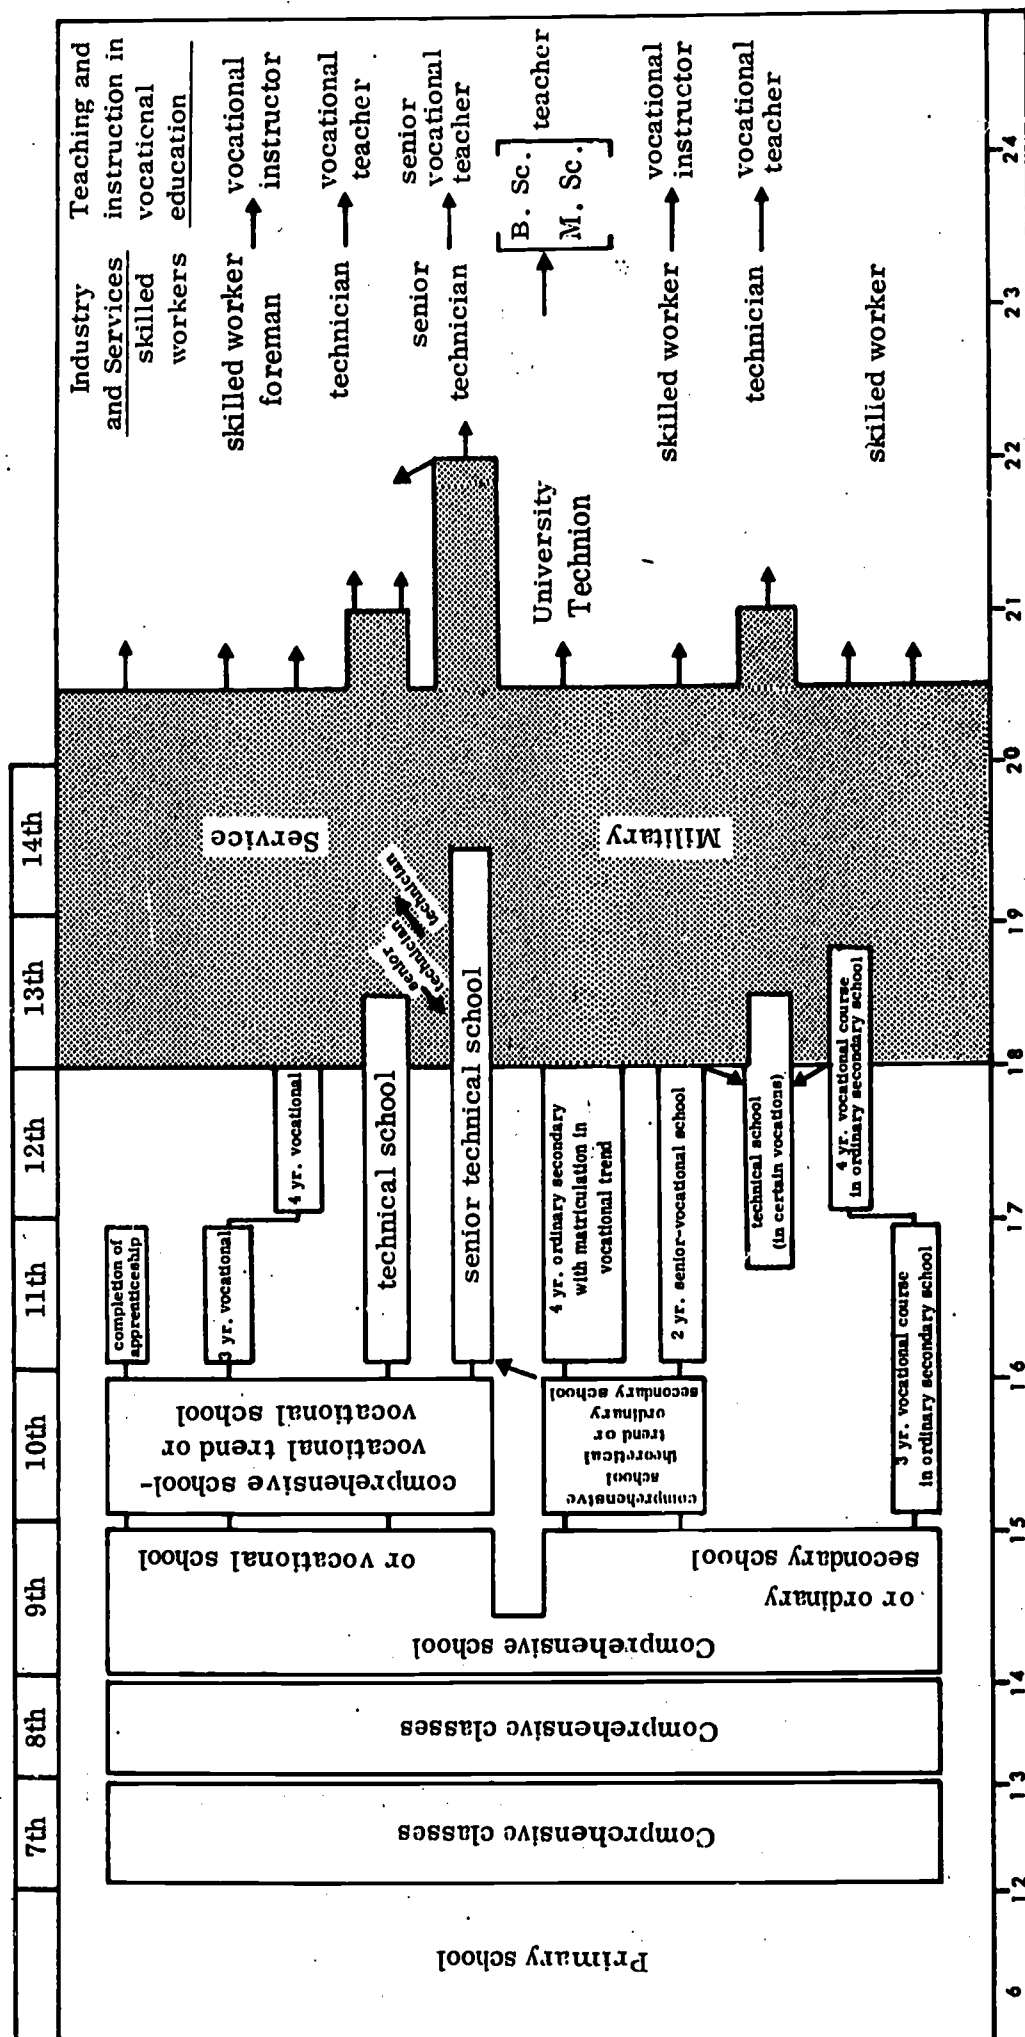 7th
8th
9th
10th
11th
12th
13th
14th
Primary school
Comprehensive classes
Comprehensive classes
Comprehensive school
or vocational school
or ordinary
secondary school
comprehensive school-
vocational trend or
vocational school
comprehensive
school
theoretical
trend or
ordinary
secondary school
completion of
apprenticeship
3 yr. vocational
4 yr. vocational
technical school
senior technical school
4 yr. ordinary secondary
with matriculation in
vocational trend
2 yr. senior-vocational school
technical school
(in certain vocations)
4 yr. vocational course
in ordinary secondary school
3 yr. vocational course
in ordinary secondary school
senior
technician
technician
Service
Military
Industry
and Services
skilled
workers
Teaching and
instruction in
vocaticnal
education
skilled worker
foreman
vocational
instructor
technician
vocational
teacher
senior
technician
senior
vocational
teacher
University
Technion
B. Sc.
M. Sc.
teacher
skilled worker
vocational
instructor
technician
vocational
teacher
skilled worker
6
12
13
14
15
16
17
18
19
20
21
22
23
24